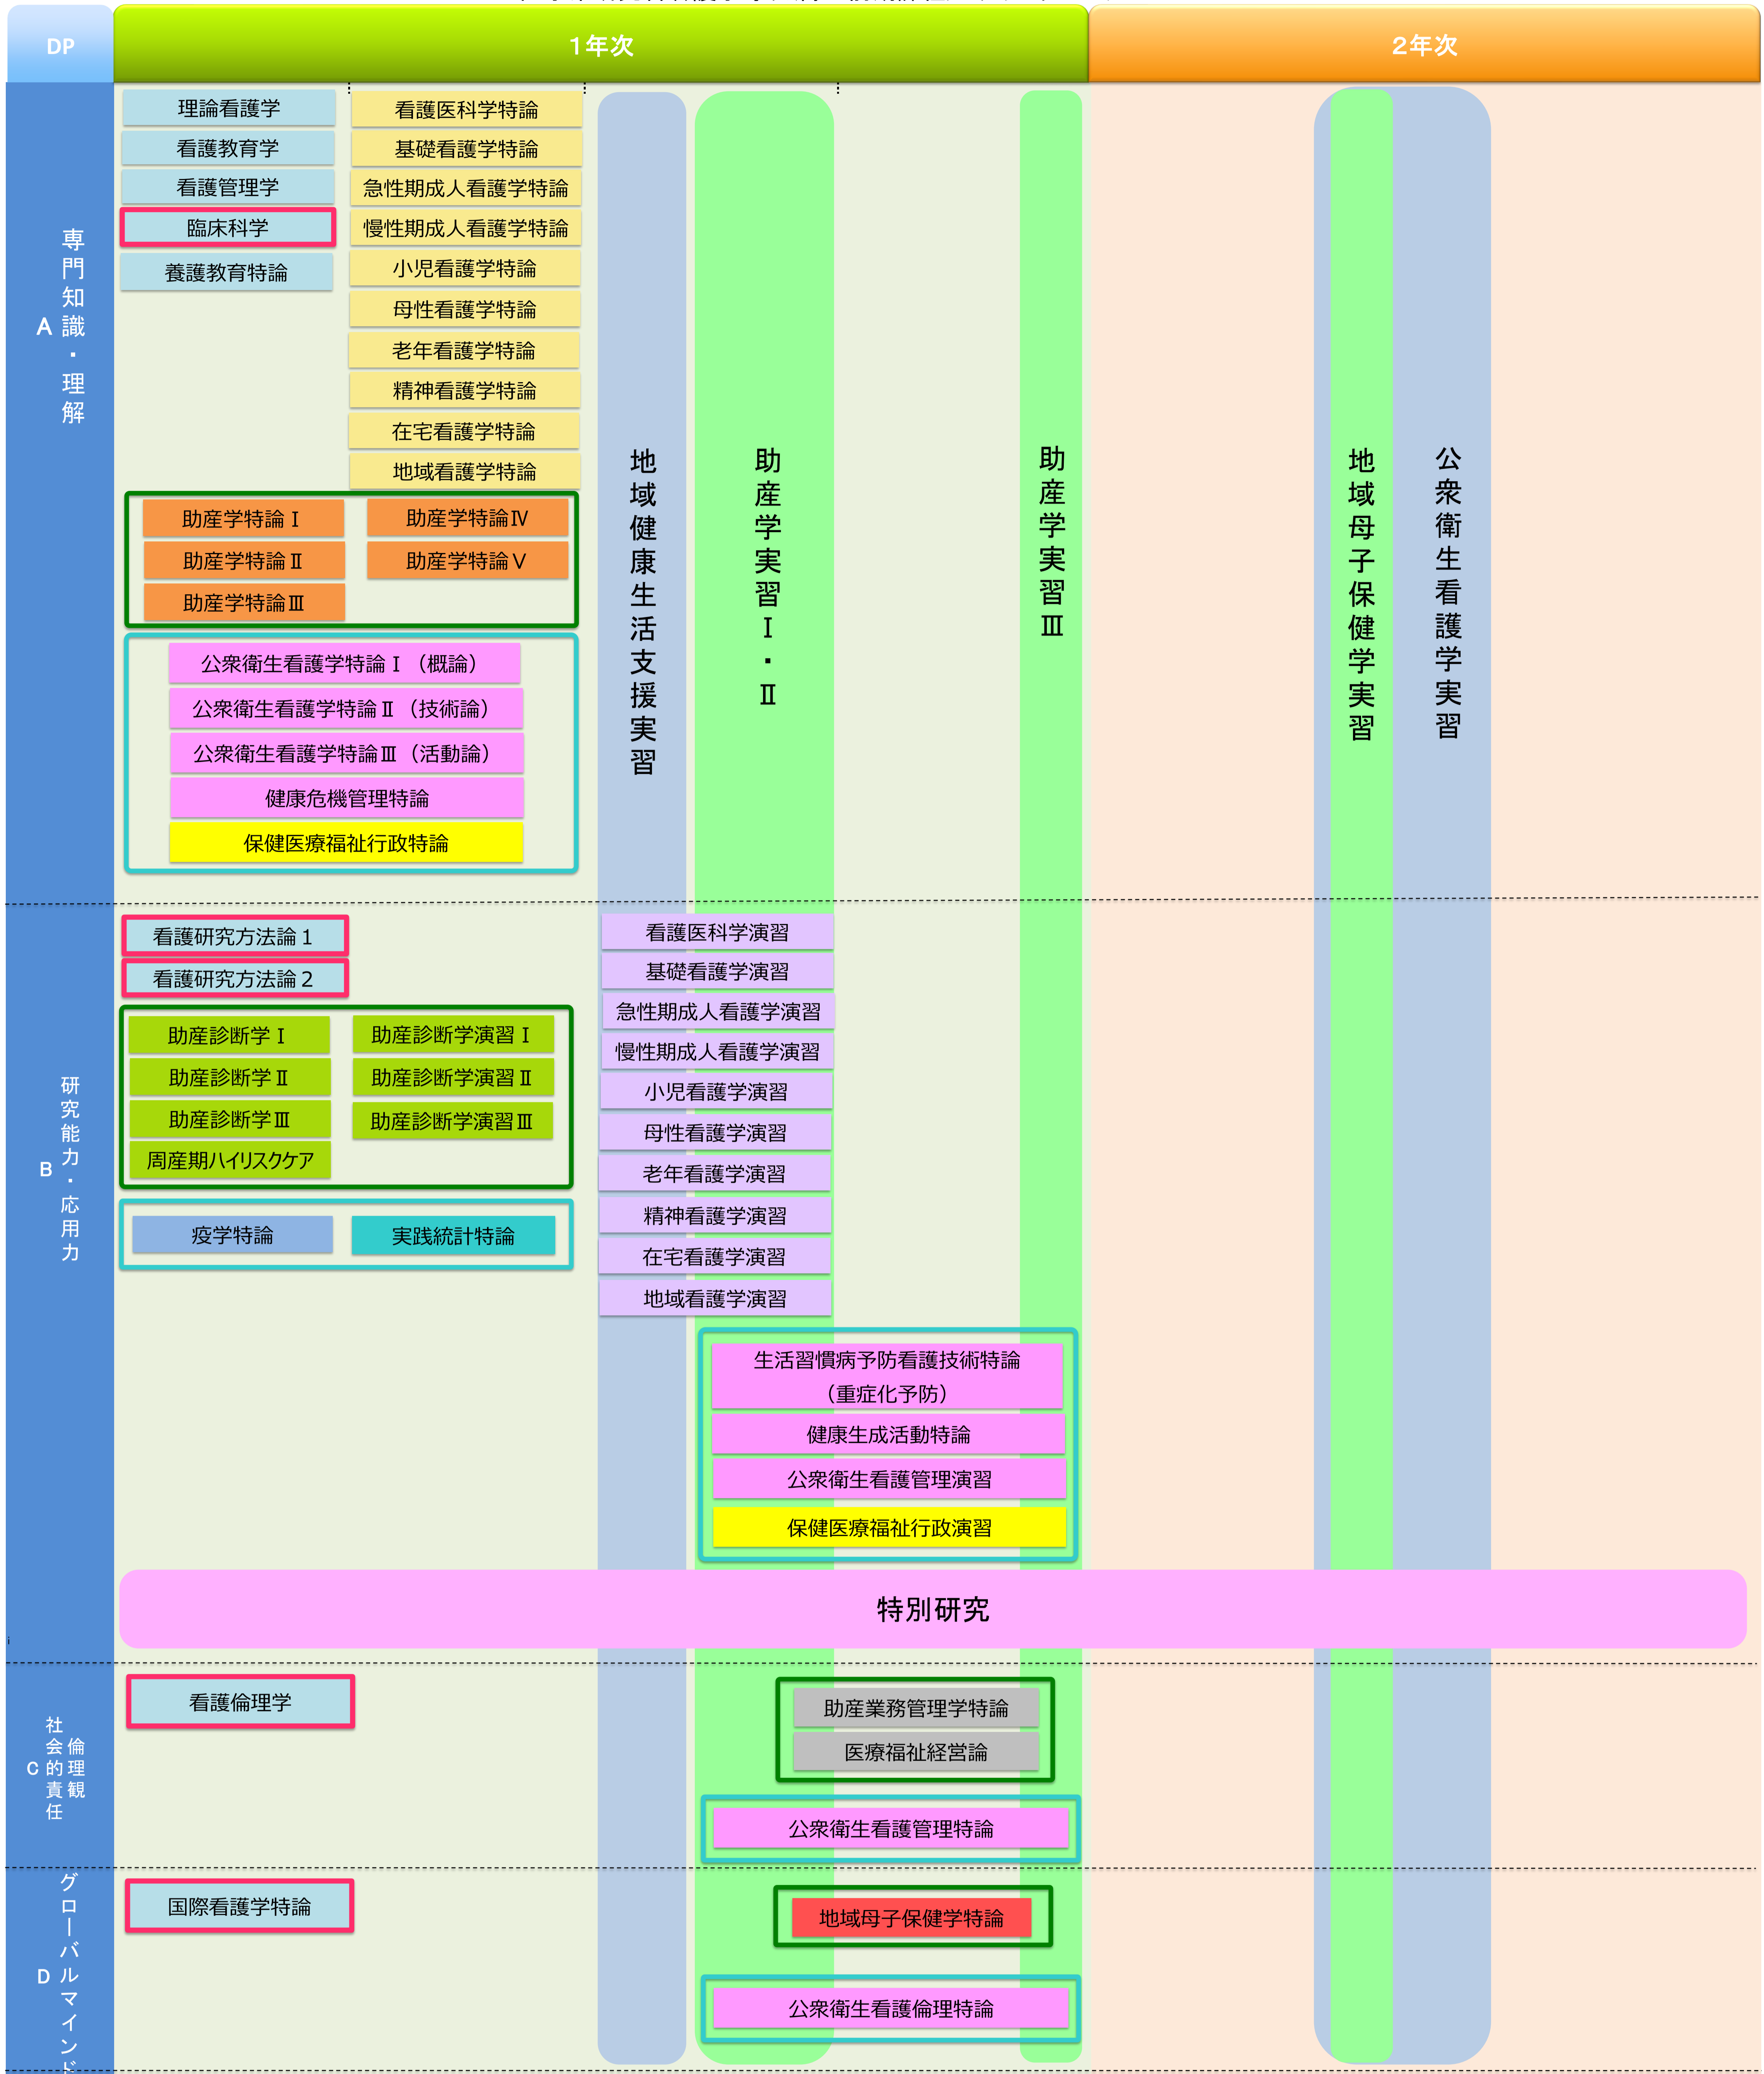 DP
１年次
２年次
専門知識・理解
A
理論看護学
看護教育学
看護管理学
臨床科学
養護教育特論
看護医科学特論
基礎看護学特論
急性期成人看護学特論
慢性期成人看護学特論
小児看護学特論
母性看護学特論
老年看護学特論
精神看護学特論
在宅看護学特論
地域看護学特論
助産学特論Ⅰ
助産学特論Ⅱ
助産学特論Ⅲ
助産学特論Ⅳ
助産学特論Ⅴ
公衆衛生看護学特論Ⅰ（概論）
公衆衛生看護学特論Ⅱ（技術論）
公衆衛生看護学特論Ⅲ（活動論）
健康危機管理特論
保健医療福祉行政特論
地域健康生活支援実習
助産学実習Ⅰ・Ⅱ
助産学実習Ⅲ
地域母子保健学実習
公衆衛生看護学実習
研究能力・応用力
B
看護研究方法論１
看護研究方法論２
助産診断学Ⅰ
助産診断学Ⅱ
助産診断学Ⅲ
周産期ハイリスクケア
助産診断学演習Ⅰ
助産診断学演習Ⅱ
助産診断学演習Ⅲ
疫学特論
実践統計特論
看護医科学演習
基礎看護学演習
急性期成人看護学演習
慢性期成人看護学演習
小児看護学演習
母性看護学演習
老年看護学演習
精神看護学演習
在宅看護学演習
地域看護学演習
生活習慣病予防看護技術特論
（重症化予防）
健康生成活動特論
公衆衛生看護管理演習
保健医療福祉行政演習
特別研究
i
倫理観
社会的責任
C
看護倫理学
助産業務管理学特論
医療福祉経営論
公衆衛生看護管理特論
グローバルマインド
D
国際看護学特論
地域母子保健学特論
公衆衛生看護倫理特論